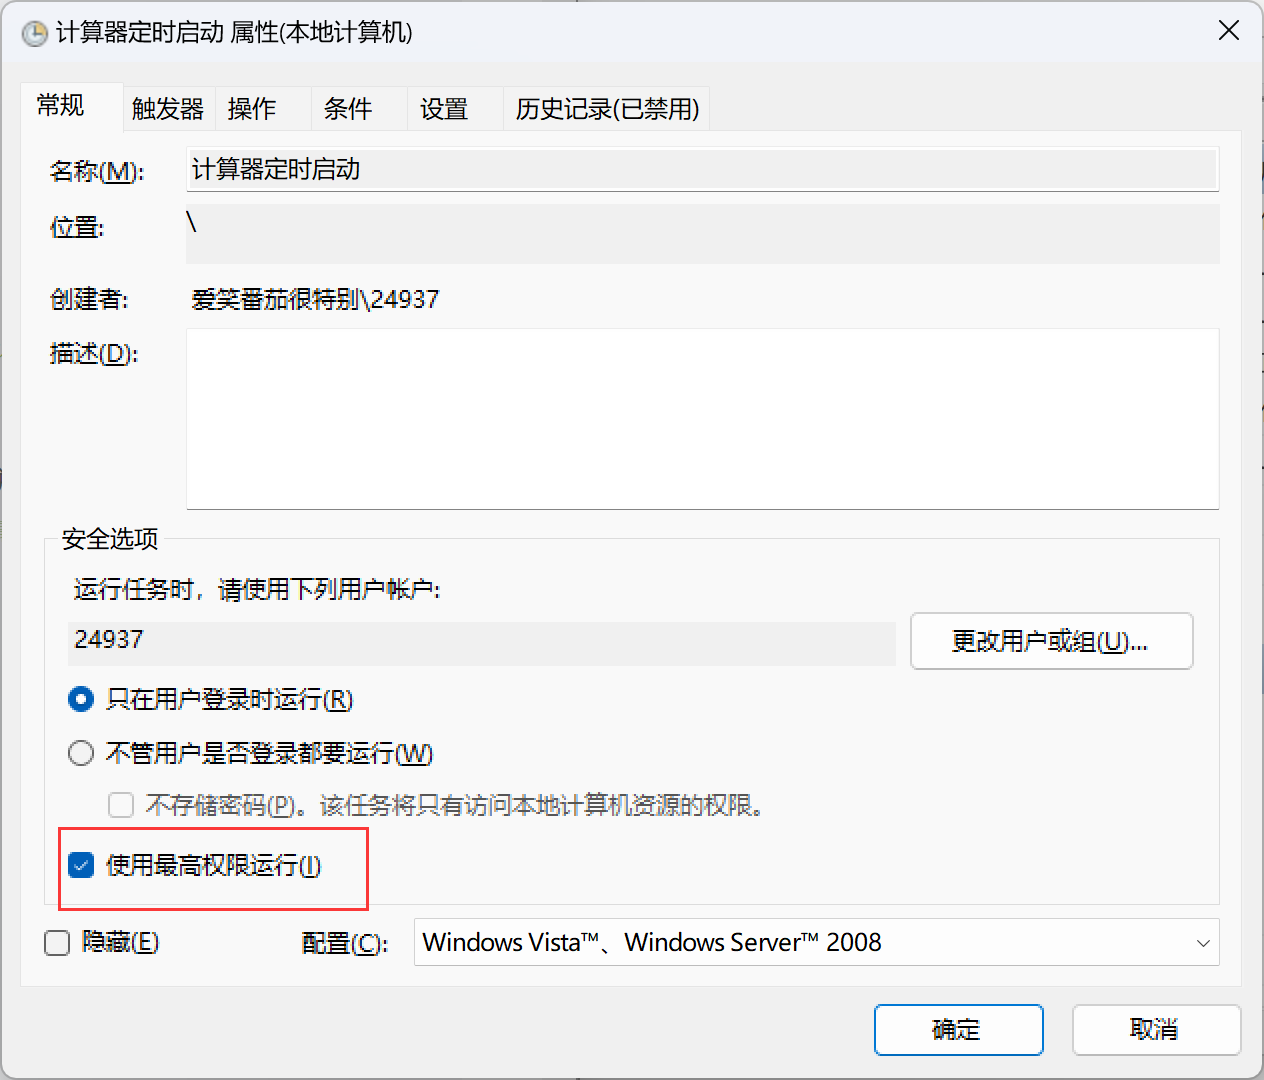 计算器定时启动 属性(本地计算机)
常规 触发器 操作 条件 设置 历史记录(已禁用)
名称(M): 计算器定时启动
位置: \
创建者: 爱笑番茄很特别\24937
描述(D):
安全选项
运行任务时，请使用下列用户帐户:
24937 更改用户或组(U)...
只在用户登录时运行(R)
不管用户是否登录都要运行(W)
不存储密码(P)。该任务将只有访问本地计算机资源的权限。
使用最高权限运行(I)
隐藏(E) 配置(C): Windows Vista™、Windows Server™ 2008
确定 取消